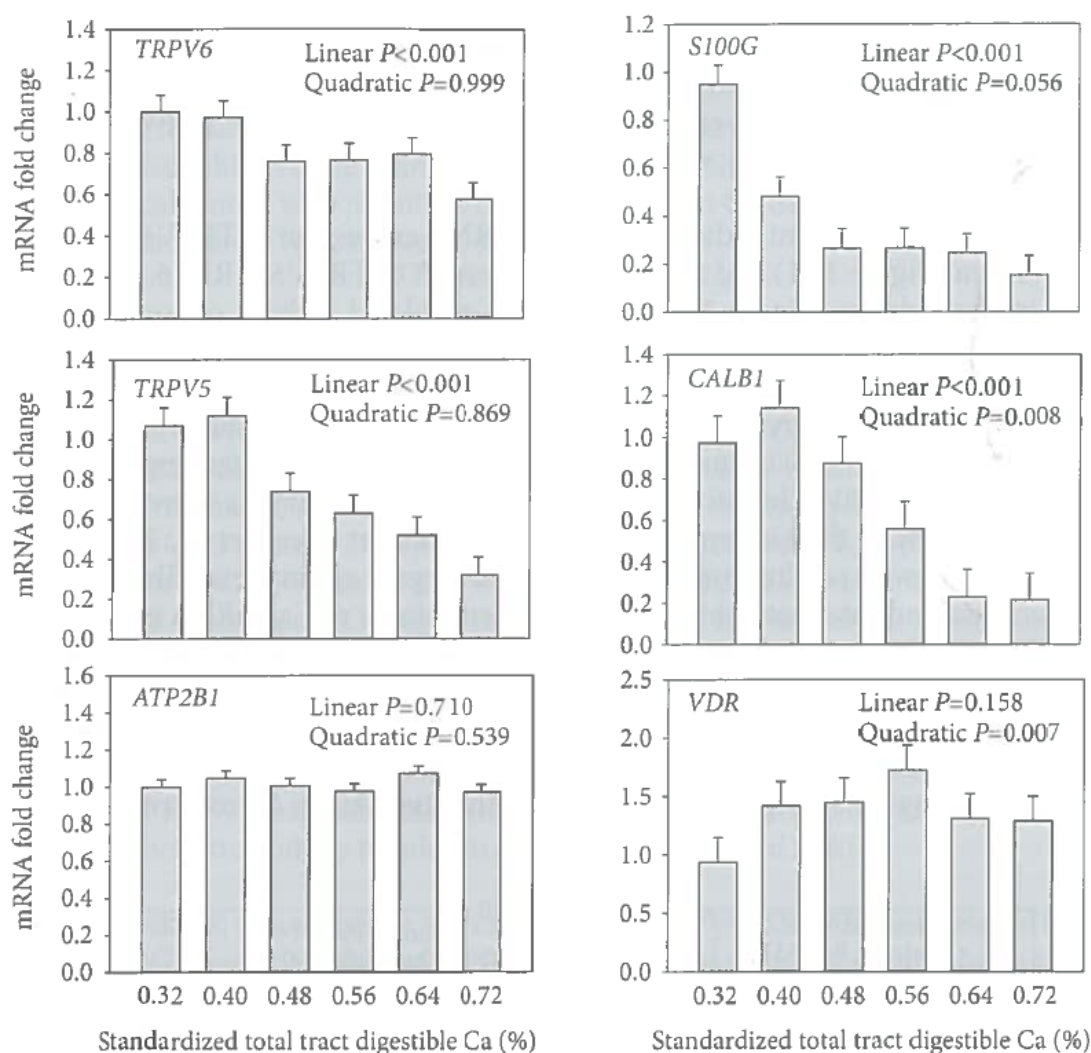 TRPV6
Linear P<0.001
Quadratic P=0.999
mRNA fold change
1.4
1.2
1.0
0.8
0.6
0.4
0.2
0.0
S100G
Linear P<0.001
Quadratic P=0.056
1.2
1.0
0.8
0.6
0.4
0.2
0.0
TRPV5
Linear P<0.001
Quadratic P=0.869
mRNA fold change
1.4
1.2
1.0
0.8
0.6
0.4
0.2
0.0
CALB1
Linear P<0.001
Quadratic P=0.008
1.4
1.2
1.0
0.8
0.6
0.4
0.2
0.0
ATP2B1
Linear P=0.710
Quadratic P=0.539
mRNA fold change
1.6
1.4
1.2
1.0
0.8
0.6
0.4
0.2
0.0
0.32 0.40 0.48 0.56 0.64 0.72
Standardized total tract digestible Ca (%)
VDR
Linear P=0.158
Quadratic P=0.007
2.5
2.0
1.5
1.0
0.5
0.0
0.32 0.40 0.48 0.56 0.64 0.72
Standardized total tract digestible Ca (%)